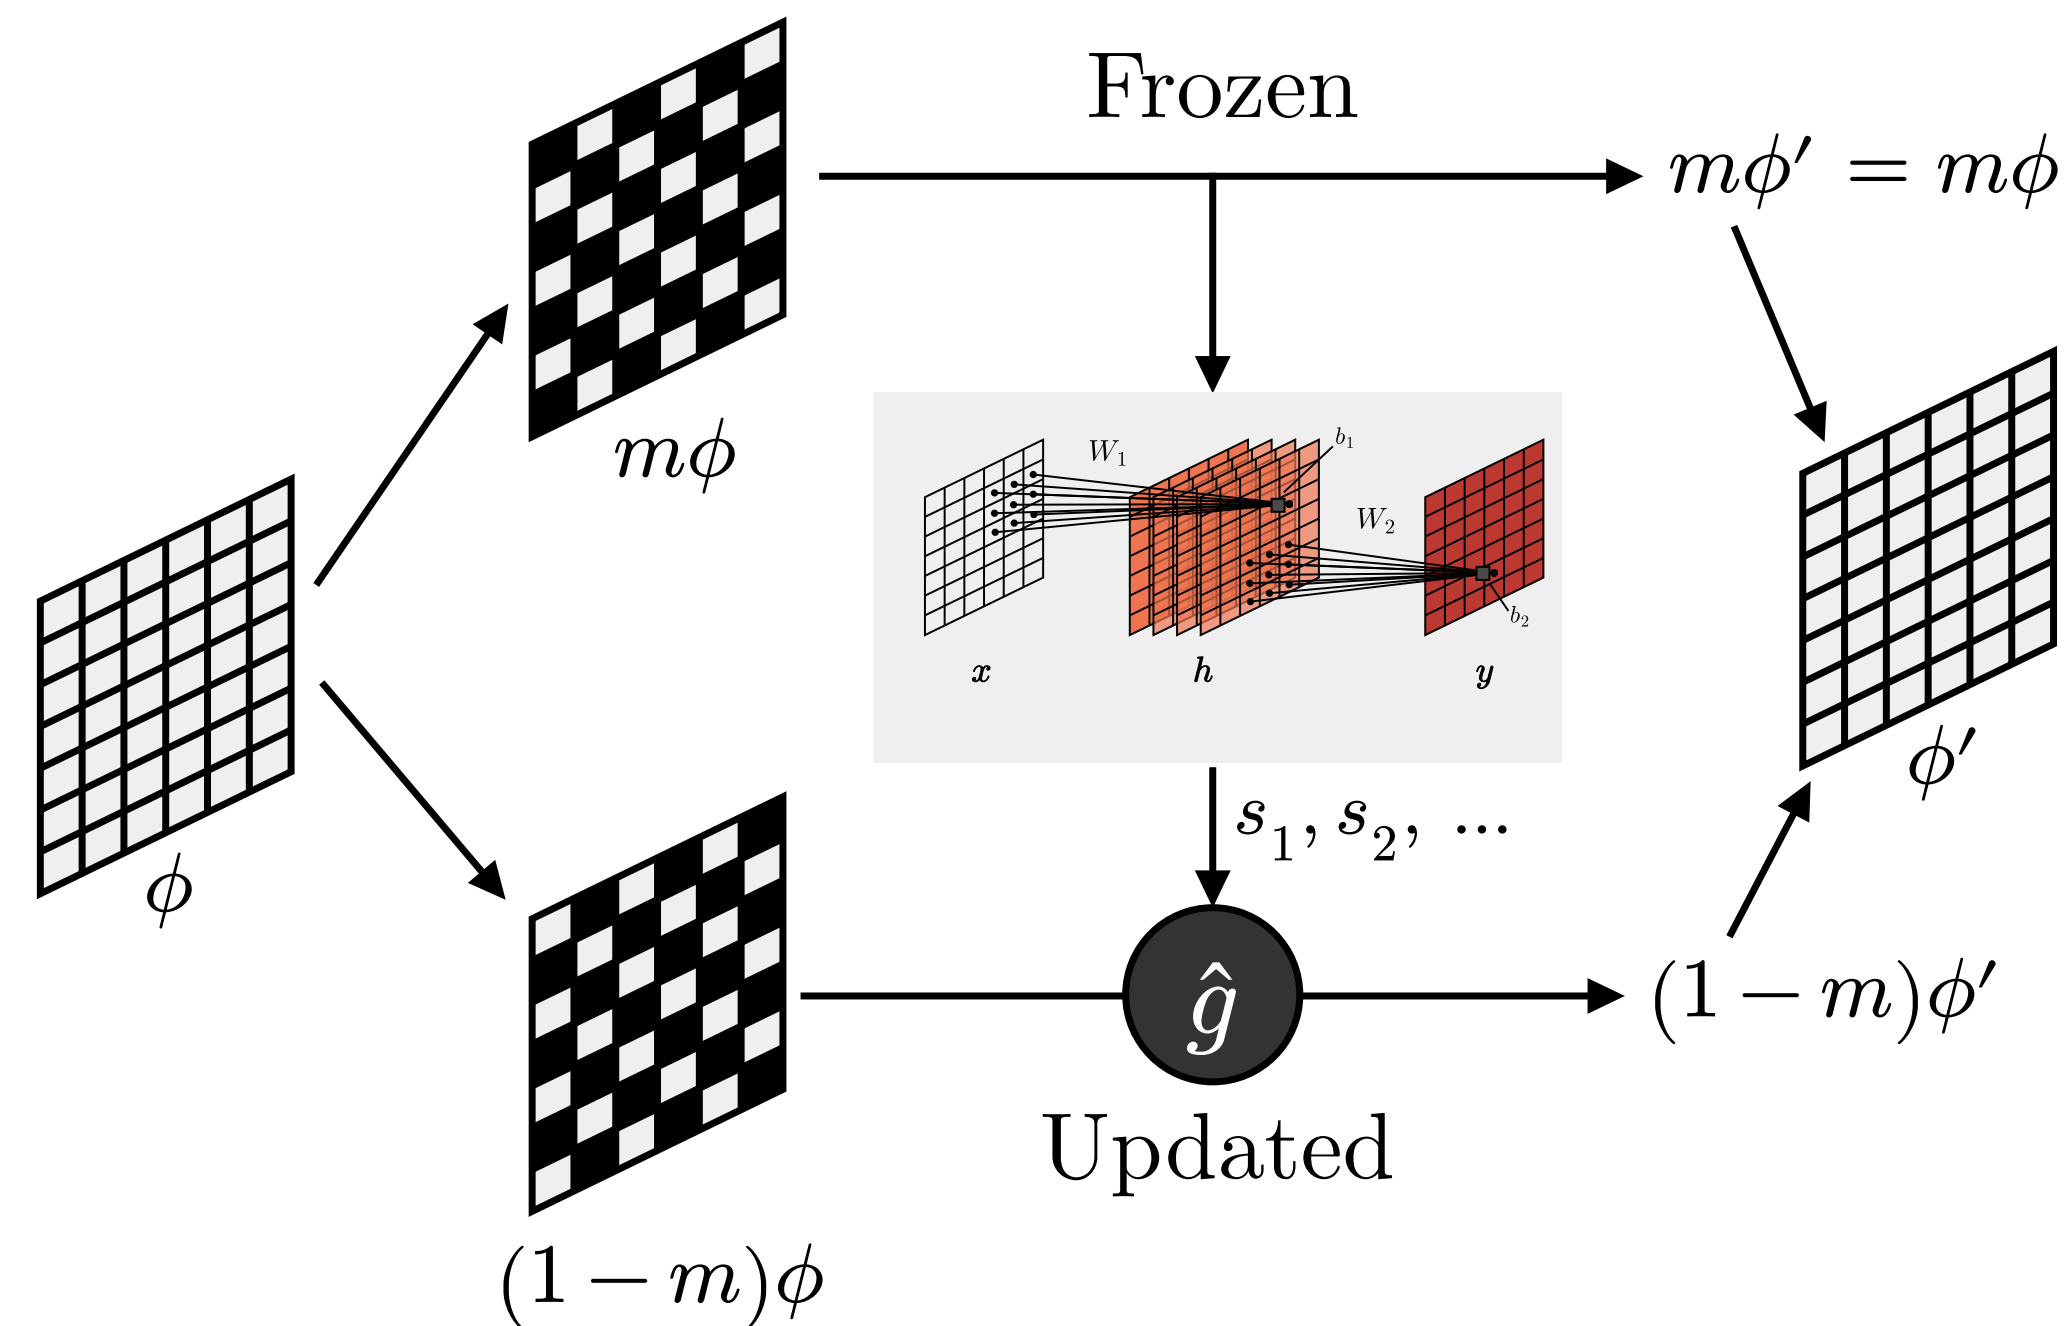 Frozen
mϕ′ = mϕ
mϕ
W₁
b₁
W₂
b₂
x
h
y
ϕ′
s₁, s₂, ...
ϕ
ĝ
(1 − m)ϕ′
Updated
(1 − m)ϕ